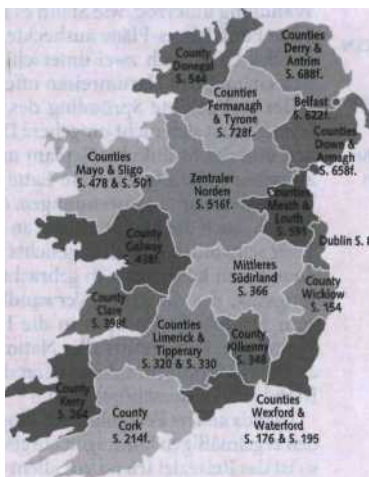 County
Donegal
S. 544
Counties
Derry &
Antrim
S. 688f.
Counties
Fermanagh
& Tyrone
S. 728f.
Belfast
S. 622f.
Counties
Down &
Armagh
S. 658f.
Counties
Mayo & Sligo
S. 478 & S. 501
Zentraler
Norden
S. 516f.
Counties
Meath &
Louth
S. 591
County
Galway
S. 438f.
Dublin S.
Mittleres
Südirland
S. 366
County
Wicklow
S. 154
County
Clare
S. 398f.
Counties
Limerick &
Tipperary
S. 320 & S. 330
County
Kilkenny
S. 348
County
Kerry
S. 264
County
Cork
S. 214f.
Counties
Wexford &
Waterford
S. 176 & S. 195